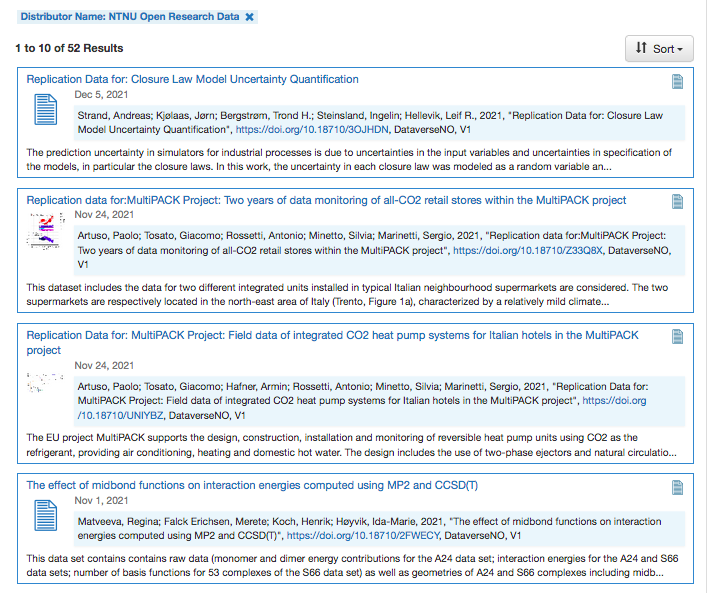 Distributor Name: NTNU Open Research Data ✖
1 to 10 of 52 Results
Sort
Replication Data for: Closure Law Model Uncertainty Quantification
Dec 5, 2021
Strand, Andreas; Kjølaas, Jørn; Bergstrøm, Trond H.; Steinsland, Ingelin; Hellevik, Leif R., 2021, "Replication Data for: Closure Law
Model Uncertainty Quantification", https://doi.org/10.18710/3OJHDN, DataverseNO, V1
The prediction uncertainty in simulators for industrial processes is due to uncertainties in the input variables and uncertainties in specification of
the models, in particular the closure laws. In this work, the uncertainty in each closure law was modeled as a random variable an...
Replication data for:MultiPACK Project: Two years of data monitoring of all-CO2 retail stores within the MultiPACK project
Nov 24, 2021
Artuso, Paolo; Tosato, Giacomo; Rossetti, Antonio; Minetto, Silvia; Marinetti, Sergio, 2021, "Replication data for:MultiPACK Project:
Two years of data monitoring of all-CO2 retail stores within the MultiPACK project", https://doi.org/10.18710/Z33Q8X, DataverseNO,
V1
This dataset includes the data for two different integrated units installed in typical Italian neighbourhood supermarkets are considered. The two
supermarkets are respectively located in the north-east area of Italy (Trento, Figure 1a), characterized by a relatively mild climate...
Replication Data for: MultiPACK Project: Field data of integrated CO2 heat pump systems for Italian hotels in the MultiPACK
project
Nov 24, 2021
Artuso, Paolo; Tosato, Giacomo; Hafner, Armin; Rossetti, Antonio; Minetto, Silvia; Marinetti, Sergio, 2021, "Replication Data for:
MultiPACK Project: Field data of integrated CO2 heat pump systems for Italian hotels in the MultiPACK project", https://doi.org
/10.18710/UNIYBZ, DataverseNO, V1
The EU project MultiPACK supports the design, construction, installation and monitoring of reversible heat pump units using CO2 as the
refrigerant, providing air conditioning, heating and domestic hot water. The design includes the use of two-phase ejectors and natural circulatio...
The effect of midbond functions on interaction energies computed using MP2 and CCSD(T)
Nov 1, 2021
Matveeva, Regina; Falck Erichsen, Merete; Koch, Henrik; Høyvik, Ida-Marie, 2021, "The effect of midbond functions on interaction
energies computed using MP2 and CCSD(T)", https://doi.org/10.18710/2FWECY, DataverseNO, V1
This data set contains contains raw data (monomer and dimer energy contributions for the A24 data set; interaction energies for the A24 and S66
data sets; number of basis functions for 53 complexes of the S66 data set) as well as geometries of A24 and S66 complexes including midb...